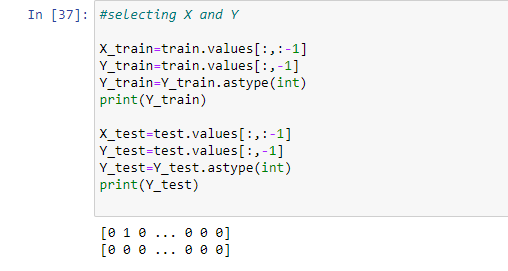 In [37]: #selecting X and Y
X_train=train.values[:,:-1]
Y_train=train.values[:,-1]
Y_train=Y_train.astype(int)
print(Y_train)
X_test=test.values[:,:-1]
Y_test=test.values[:,-1]
Y_test=Y_test.astype(int)
print(Y_test)
[0 1 0 ... 0 0 0]
[0 0 0 ... 0 0 0]